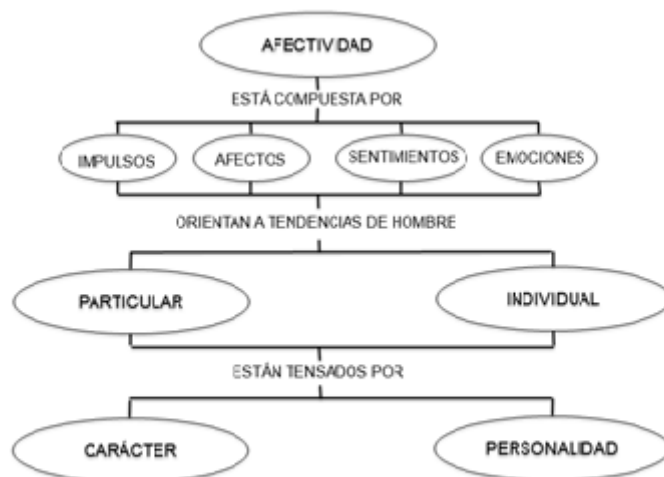 AFECTIVIDAD
ESTÁ COMPUESTA POR
IMPULSOS
AFECTOS
SENTIMIENTOS
EMOCIONES
ORIENTAN A TENDENCIAS DE HOMBRE
PARTICULAR
INDIVIDUAL
ESTÁN TENSADOS POR
CARÁCTER
PERSONALIDAD